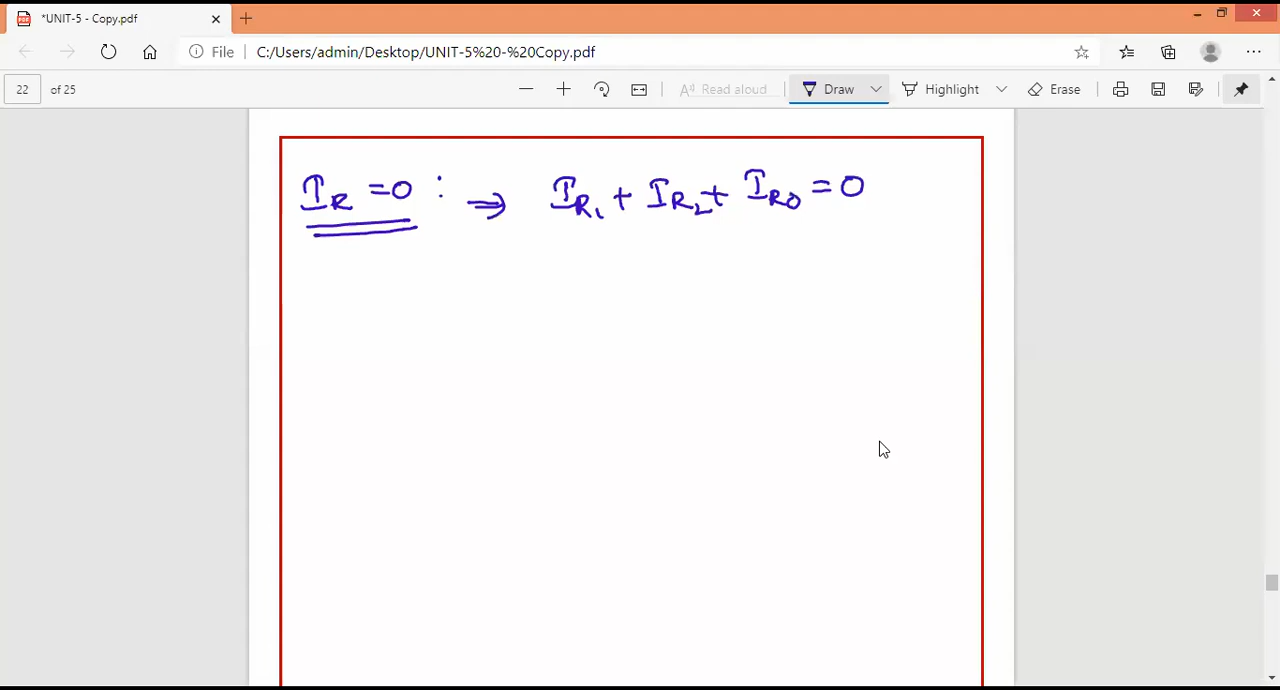 *UNIT-5 - Copy.pdf
File C:/Users/admin/Desktop/UNIT-5%20-%20Copy.pdf
22 of 25 Read aloud Draw Highlight Erase
I_R = 0 : ⇒ I_R1 + I_R2 + I_R0 = 0